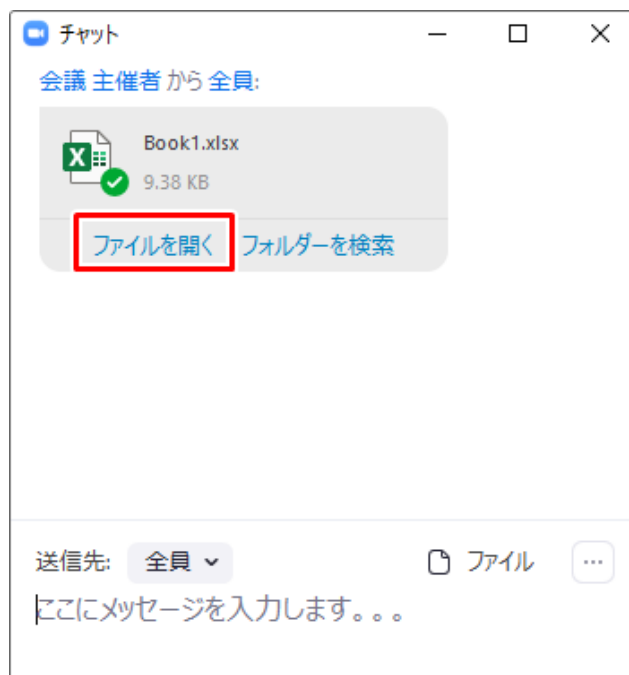 チャット
会議 主催者 から 全員:
Book1.xlsx
9.38 KB
ファイルを開く フォルダーを検索
送信先: 全員 ファイル ...
ここにメッセージを入力します。。。